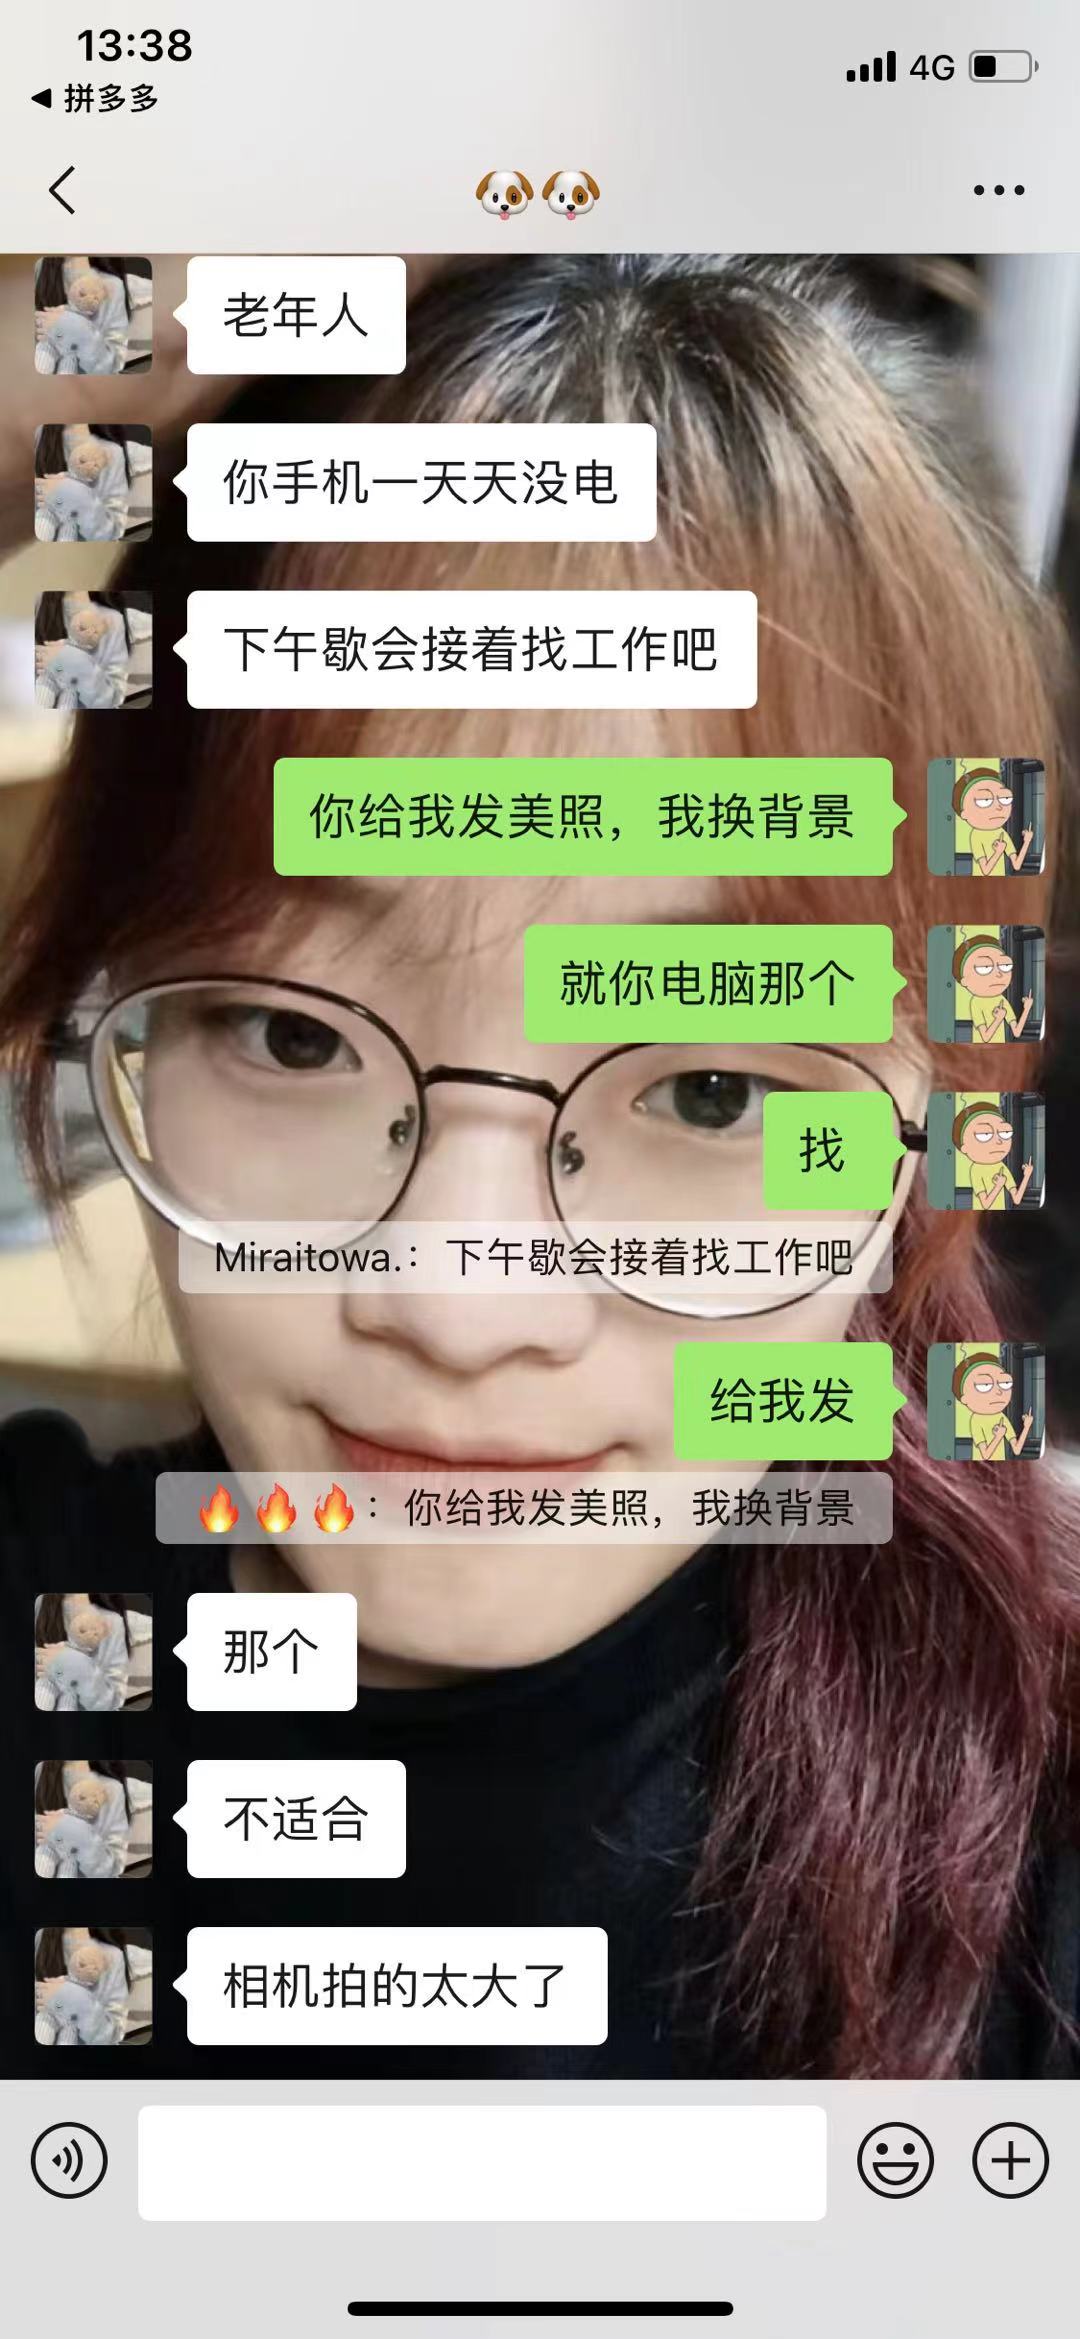 13:38
4G
拼多多
🐶🐶
老年人
你手机一天天没电
下午歇会接着找工作吧
你给我发美照，我换背景
就你电脑那个
找
Miraitowa.：下午歇会接着找工作吧
给我发
🔥🔥🔥：你给我发美照，我换背景
那个
不适合
相机拍的太大了